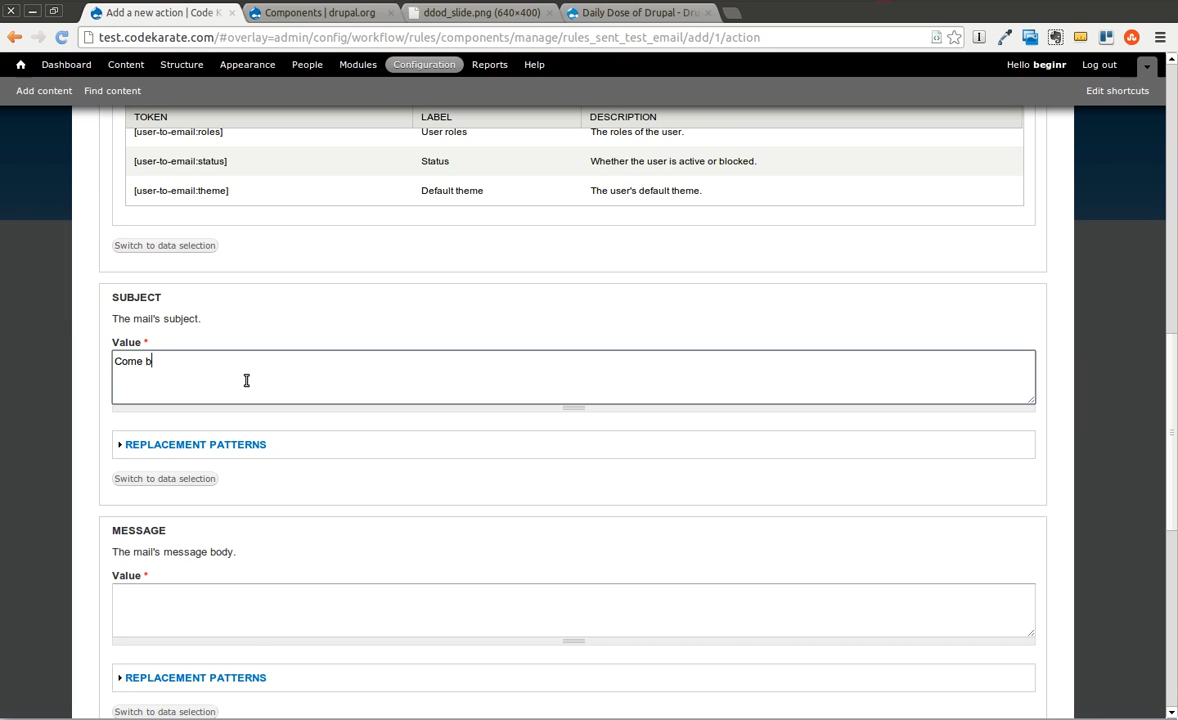 Add a new action | Code K
Components | drupal.org
ddod_slide.png (640×400)
Daily Dose of Drupal - Dru
test.codekarate.com/#overlay=admin/config/workflow/rules/components/manage/rules_sent_test_email/add/1/action
Dashboard Content Structure Appearance People Modules Configuration Reports Help Hello beginr Log out
Add content Find content Edit shortcuts
TOKEN LABEL DESCRIPTION
[user-to-email:roles] User roles The roles of the user.
[user-to-email:status] Status Whether the user is active or blocked.
[user-to-email:theme] Default theme The user's default theme.
Switch to data selection
SUBJECT
The mail's subject.
Value *
Come b
REPLACEMENT PATTERNS
Switch to data selection
MESSAGE
The mail's message body.
Value *
REPLACEMENT PATTERNS
Switch to data selection